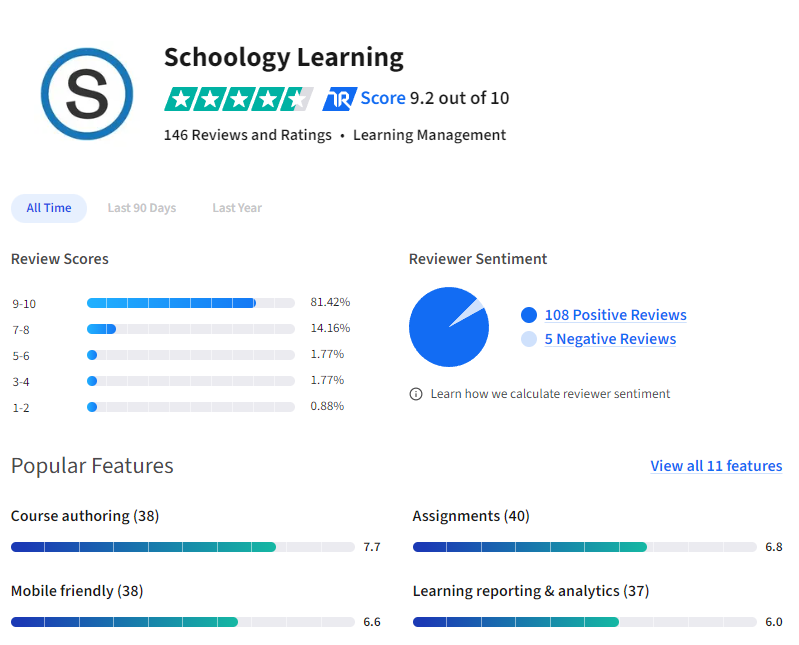 S
Schoology Learning
TR Score 9.2 out of 10
146 Reviews and Ratings • Learning Management
All Time Last 90 Days Last Year
Review Scores
9-10 81.42%
7-8 14.16%
5-6 1.77%
3-4 1.77%
1-2 0.88%
Reviewer Sentiment
108 Positive Reviews
5 Negative Reviews
Learn how we calculate reviewer sentiment
Popular Features
View all 11 features
Course authoring (38)
7.7
Assignments (40)
6.8
Mobile friendly (38)
6.6
Learning reporting & analytics (37)
6.0